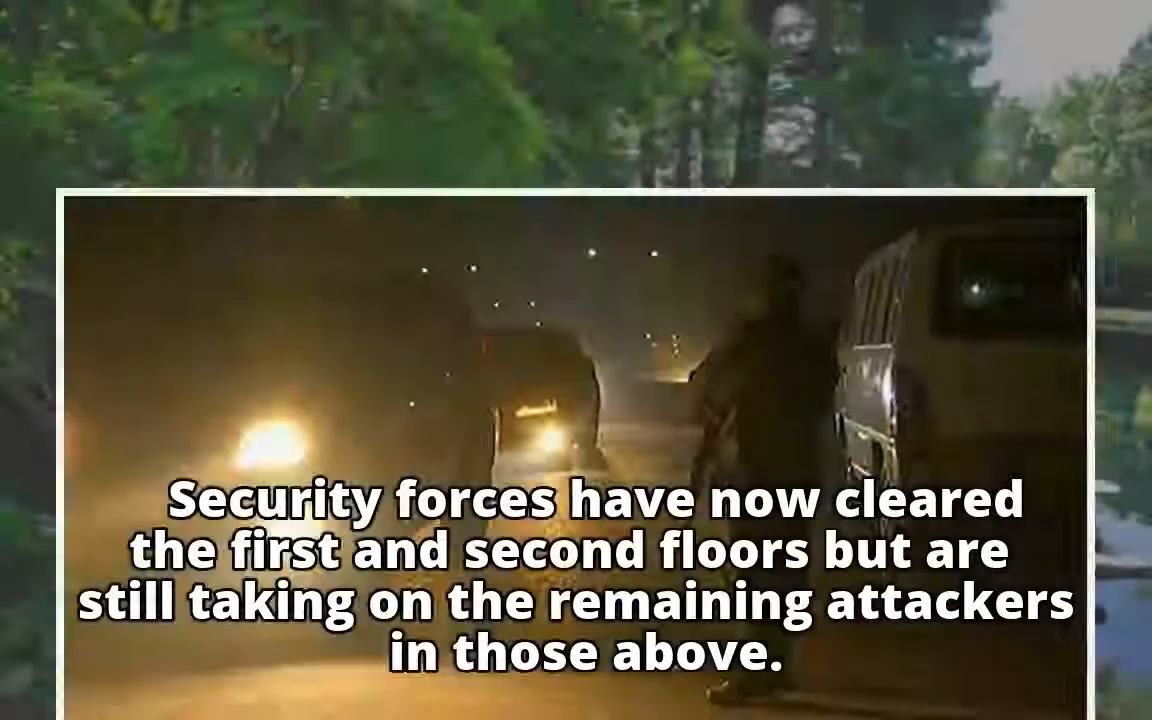 Security forces have now cleared
the first and second floors but are
still taking on the remaining attackers
in those above.